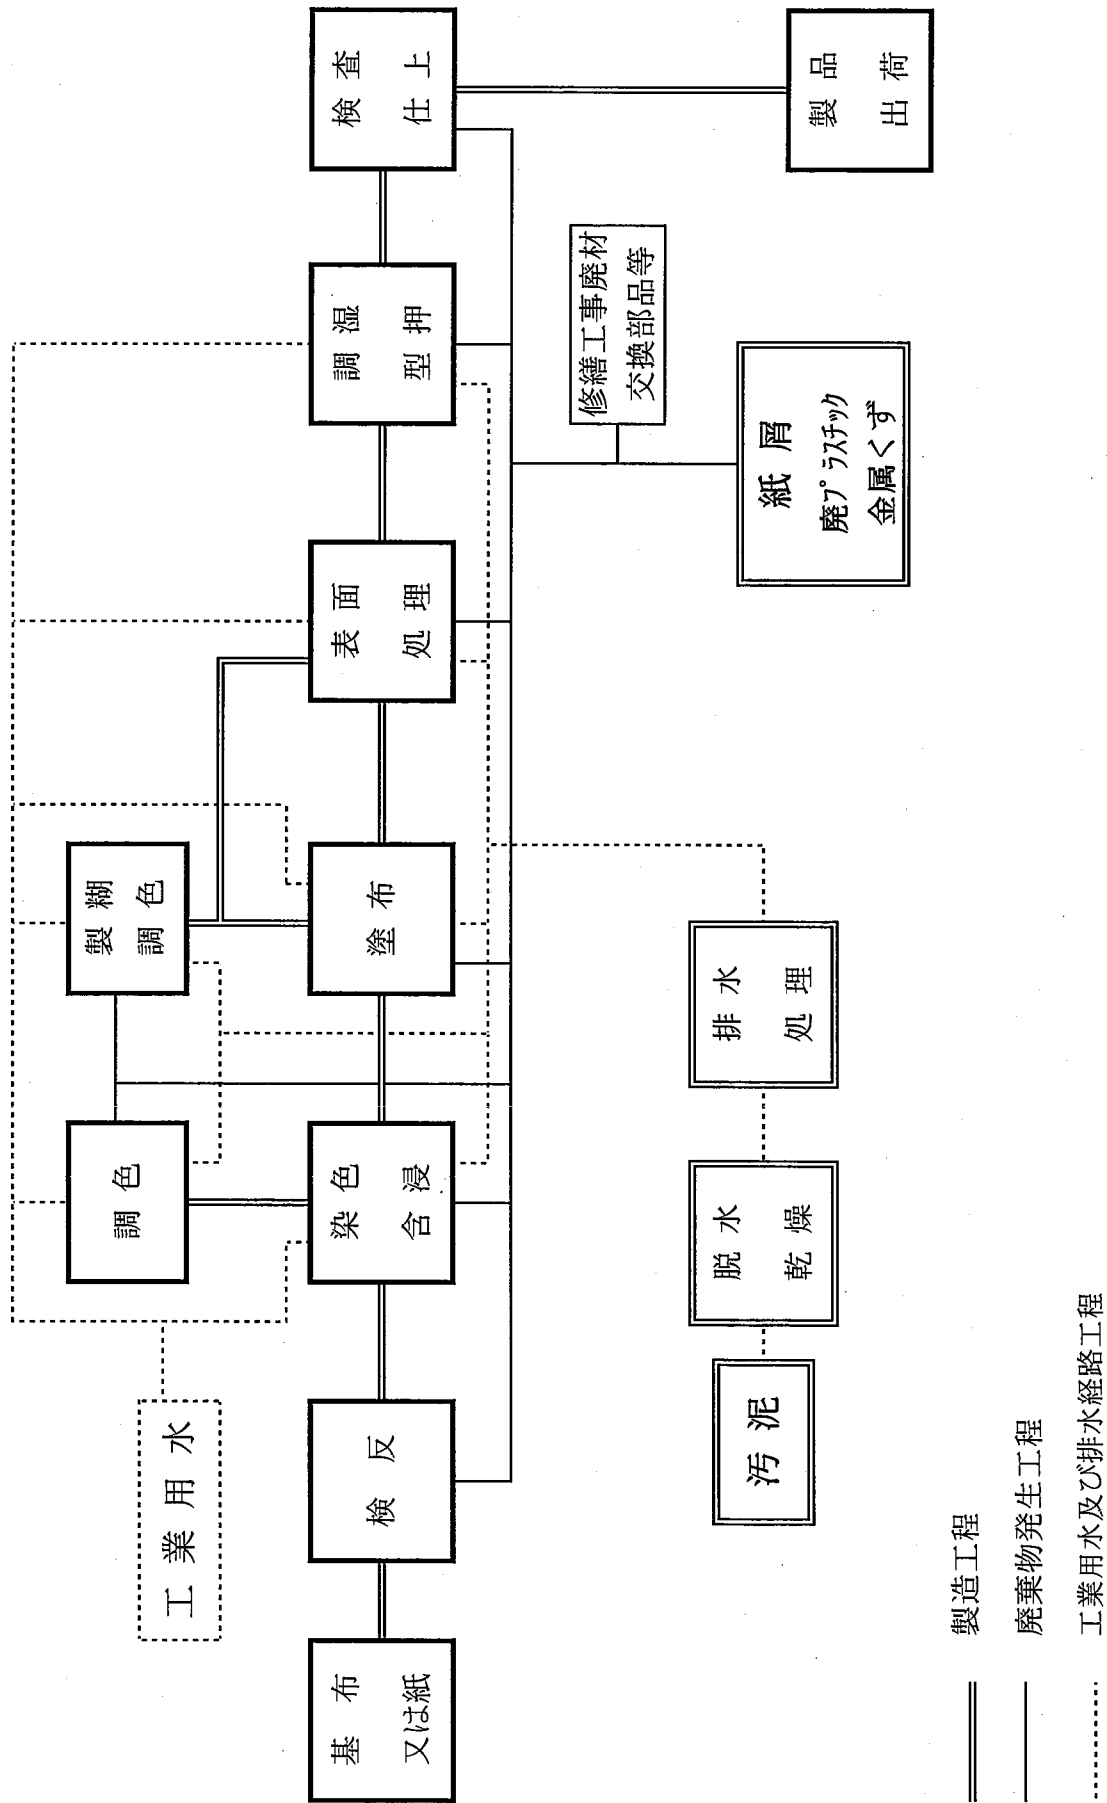 工業用水
調色
製糊
調色
基布
又は紙
検反
染色
含浸
塗布
表面
処理
調湿
型押
検査
仕上
修繕工事廃材
交換部品等
汚泥
脱水
乾燥
排水
処理
紙屑
廃プラスチック
金属くず
製品
出荷
製造工程
廃棄物発生工程
工業用水及び排水経路工程